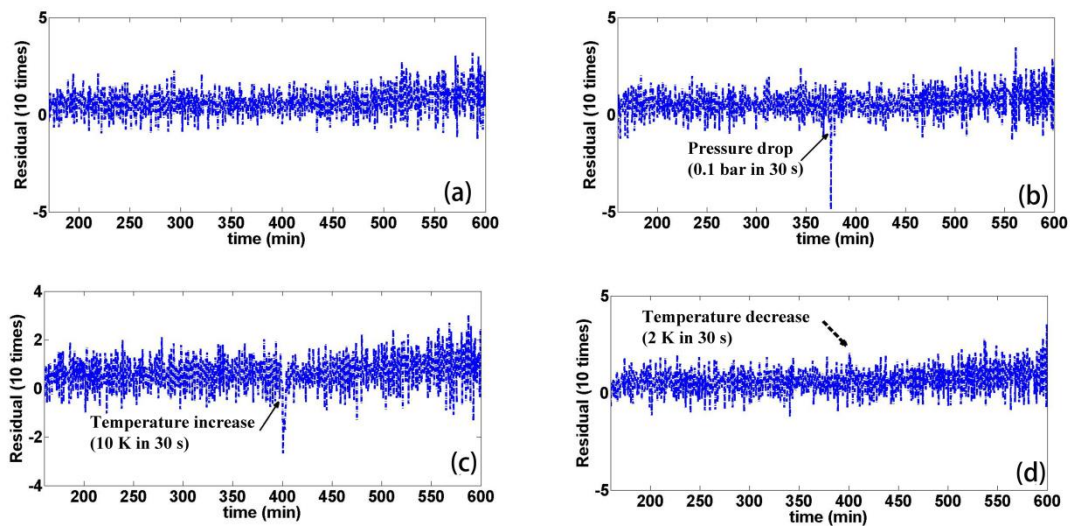 5
0
-5
Residual (10 times)
200 250 300 350 400 450 500 550 600
time (min)
(a)
5
0
-5
Residual (10 times)
Pressure drop
(0.1 bar in 30 s)
200 250 300 350 400 450 500 550 600
time (min)
(b)
4
2
0
-2
-4
Residual (10 times)
Temperature increase
(10 K in 30 s)
200 250 300 350 400 450 500 550 600
time (min)
(c)
5
0
-5
Residual (10 times)
Temperature decrease
(2 K in 30 s)
200 250 300 350 400 450 500 550 600
time (min)
(d)